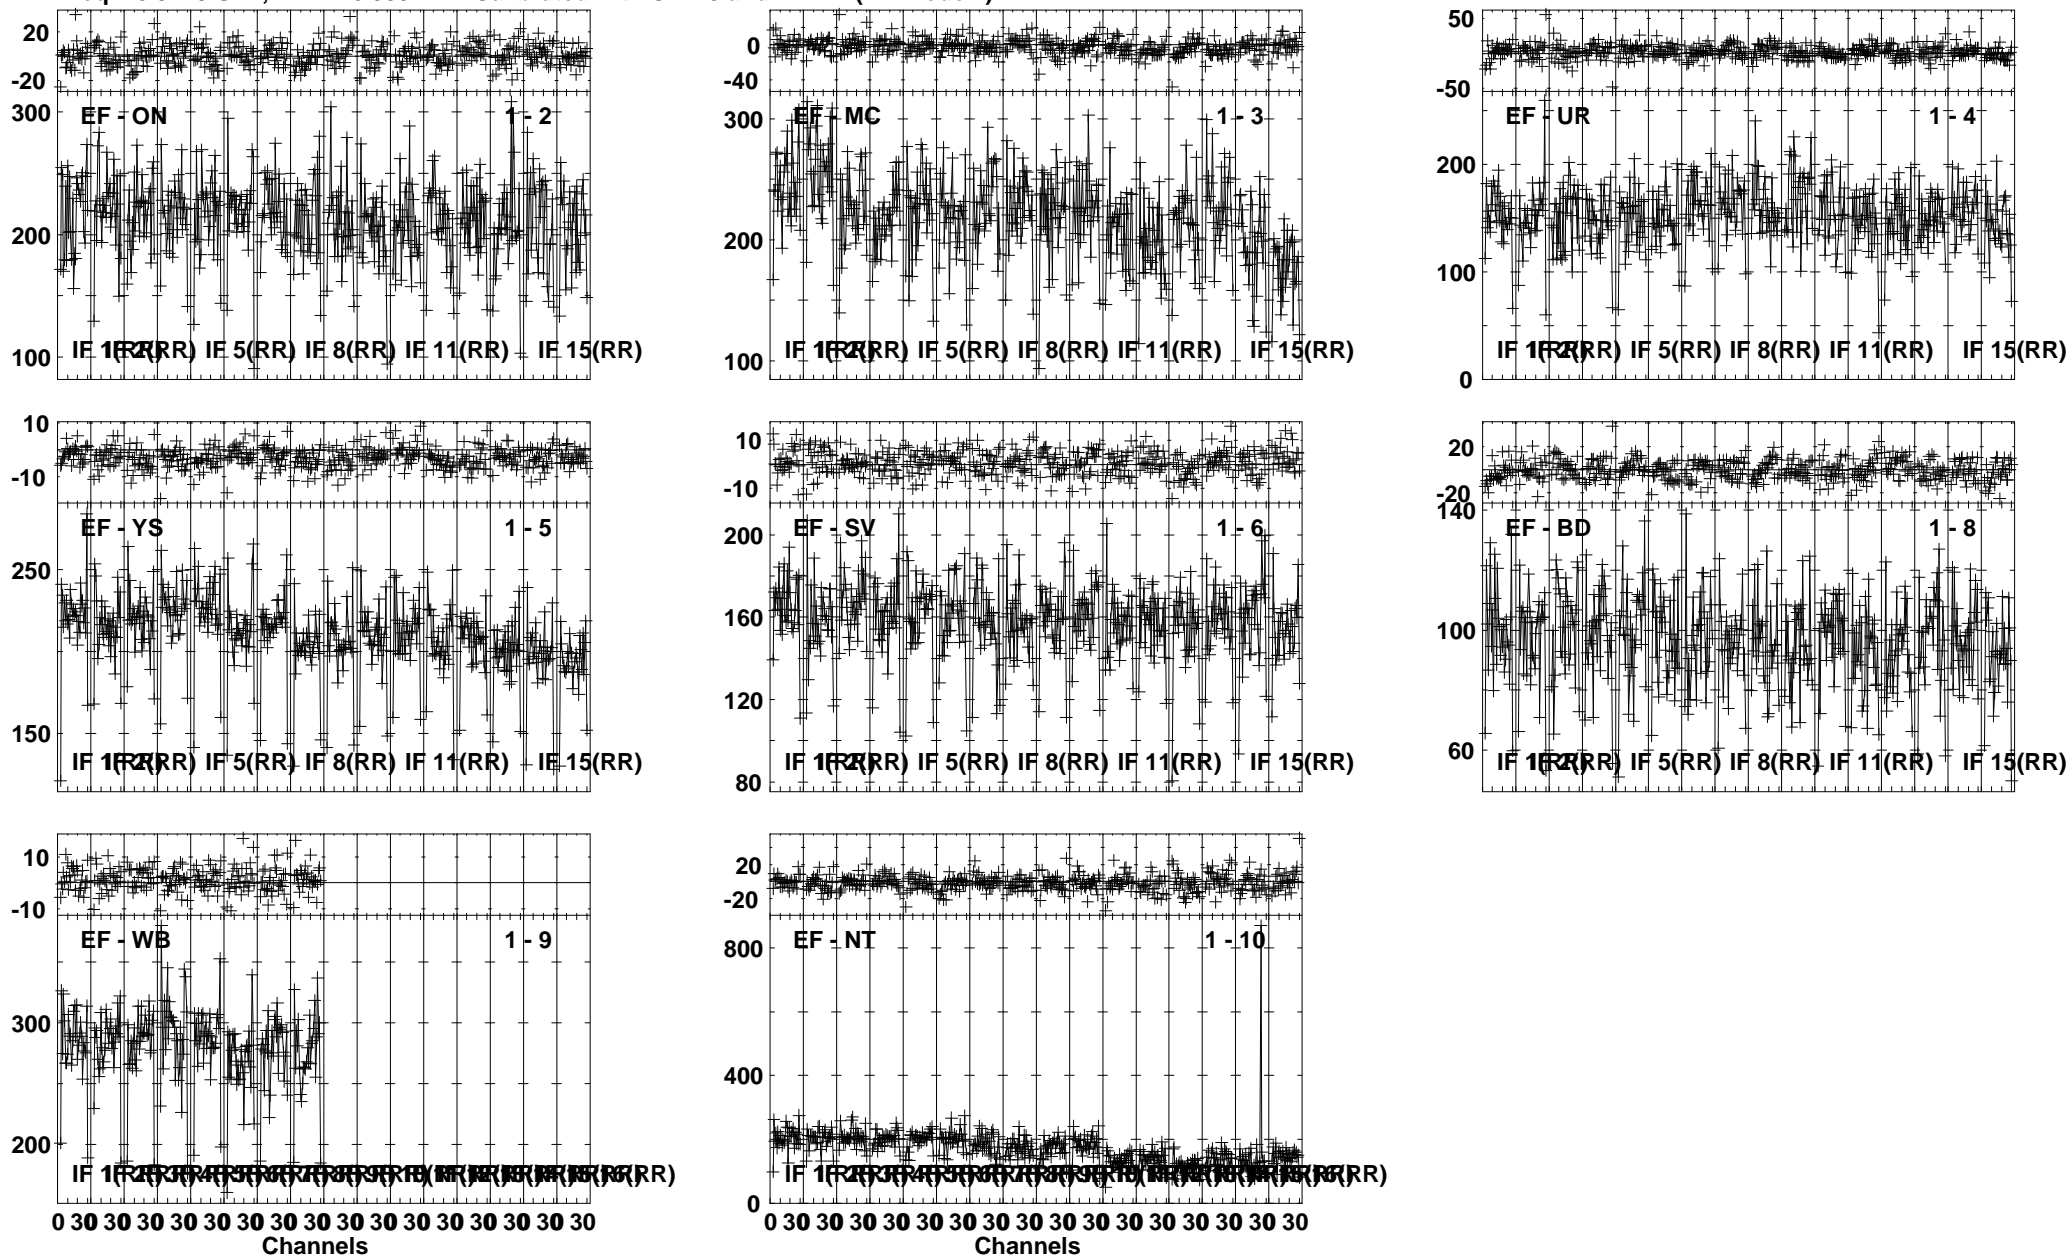 20
-20
EF - ON 1 - 2
300
200
100
IF 5(RR) IF 8(RR) IF 11(RR) IF 15(RR)
0
-40
EF - MC 1 - 3
300
200
100
IF 5(RR) IF 8(RR) IF 11(RR) IF 15(RR)
50
-50
EF - UR 1 - 4
200
100
0
IF 5(RR) IF 8(RR) IF 11(RR) IF 15(RR)
10
-10
EF - YS 1 - 5
250
150
IF 5(RR) IF 8(RR) IF 11(RR) IF 15(RR)
10
-10
EF - SV 1 - 6
200
160
120
80
IF 5(RR) IF 8(RR) IF 11(RR) IF 15(RR)
20
-20
EF - BD 1 - 8
140
100
60
IF 5(RR) IF 8(RR) IF 11(RR) IF 15(RR)
10
-10
EF - WB 1 - 9
300
200
0 30 30 30 30 30 30 30 30 30 30 30 30 30 30 30 30
Channels
20
-20
EF - NT 1 - 10
800
400
0
0 30 30 30 30 30 30 30 30 30 30 30 30 30 30 30 30
Channels